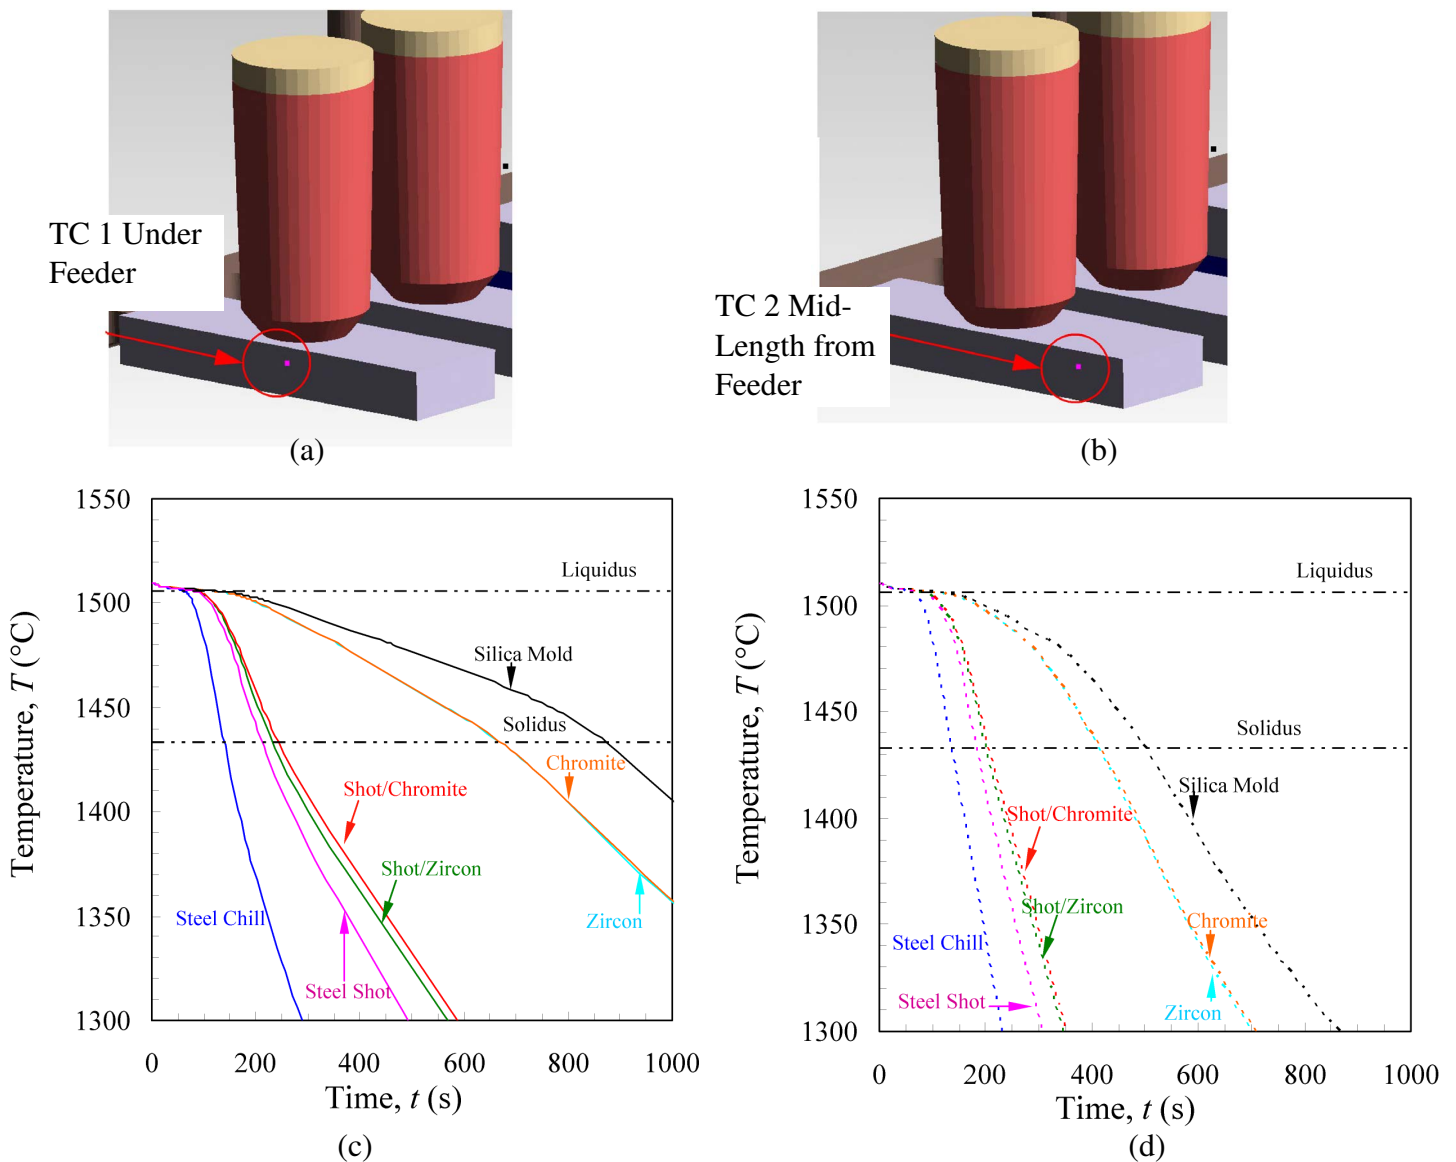 TC 1 Under
Feeder
(a)
TC 2 Mid-
Length from
Feeder
(b)
1550
1500
1450
1400
1350
1300
Temperature, T (°C)
Liquidus
Silica Mold
Solidus
Chromite
Shot/Chromite
Shot/Zircon
Steel Chill
Zircon
Steel Shot
0 200 400 600 800 1000
Time, t (s)
(c)
1550
1500
1450
1400
1350
1300
Temperature, T (°C)
Liquidus
Solidus
Silica Mold
Shot/Chromite
Shot/Zircon
Chromite
Steel Chill
Steel Shot
Zircon
0 200 400 600 800 1000
Time, t (s)
(d)